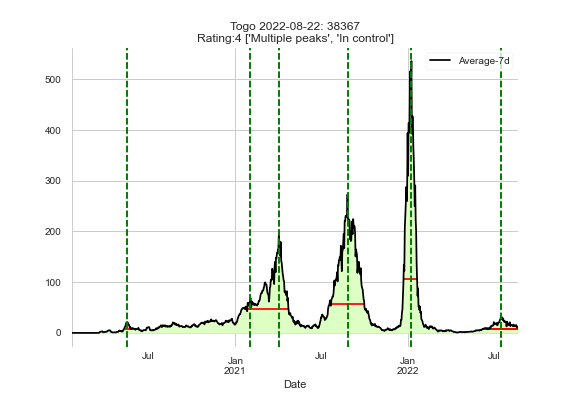 Togo 2022-08-22: 38367
Rating:4 ['Multiple peaks', 'In control']
Average-7d
500
400
300
200
100
0
Jul
Jan
2021
Jul
Jan
2022
Jul
Date